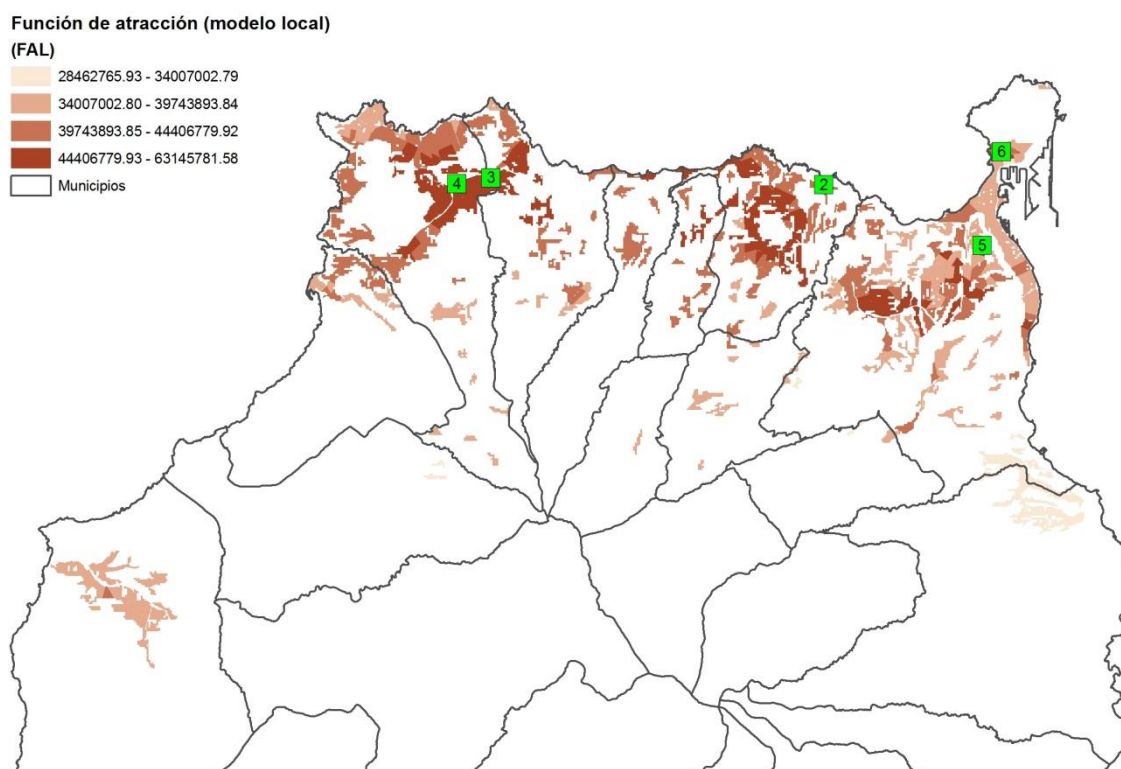 Función de atracción (modelo local)
(FAL)
28462765.93 - 34007002.79
34007002.80 - 39743893.84
39743893.85 - 44406779.92
44406779.93 - 63145781.58
Municipios
6
4
3
2
5